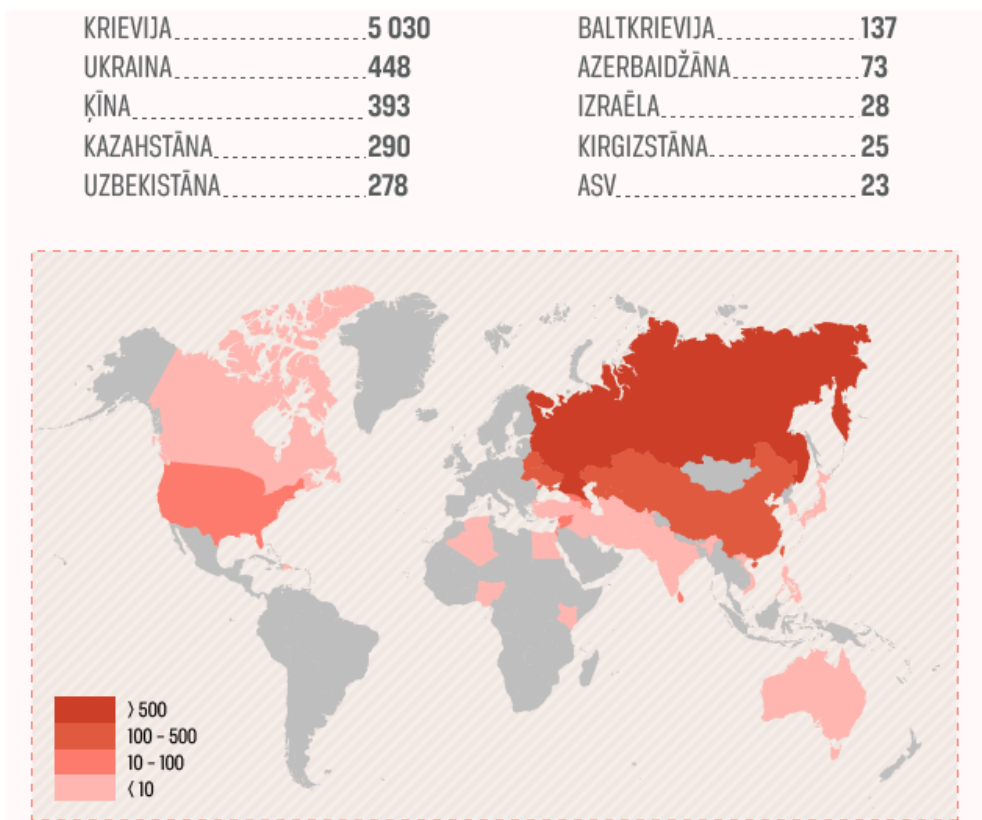 KRIEVIJA 5 030
UKRAINA 448
ĶĪNA 393
KAZAHSTĀNA 290
UZBEKISTĀNA 278
BALTKRIEVIJA 137
AZERBAIDŽĀNA 73
IZRAĒLA 28
KIRGIZSTĀNA 25
ASV 23
> 500
100 - 500
10 - 100
< 10